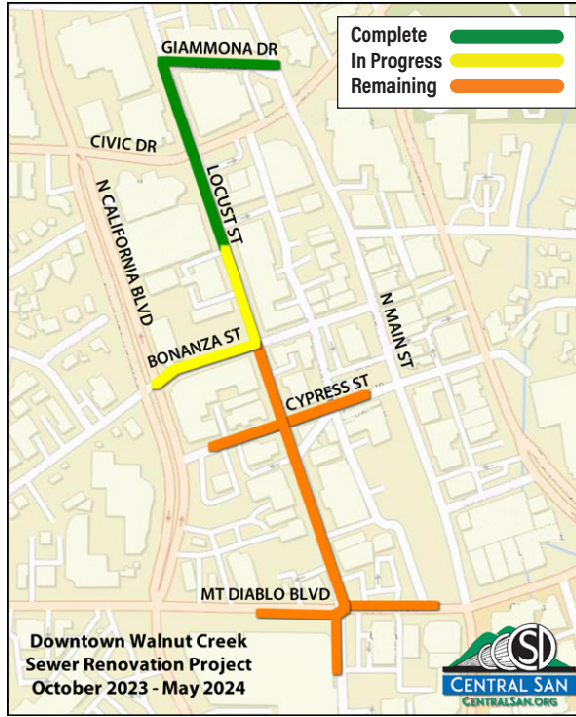 Complete
In Progress
Remaining
GIAMMONA DR
CIVIC DR
LOCUST ST
N CALIFORNIA BLVD
N MAIN ST
BONANZA ST
CYPRESS ST
MT DIABLO BLVD
Downtown Walnut Creek
Sewer Renovation Project
October 2023 - May 2024
CENTRAL SAN
CENTRALSAN.ORG